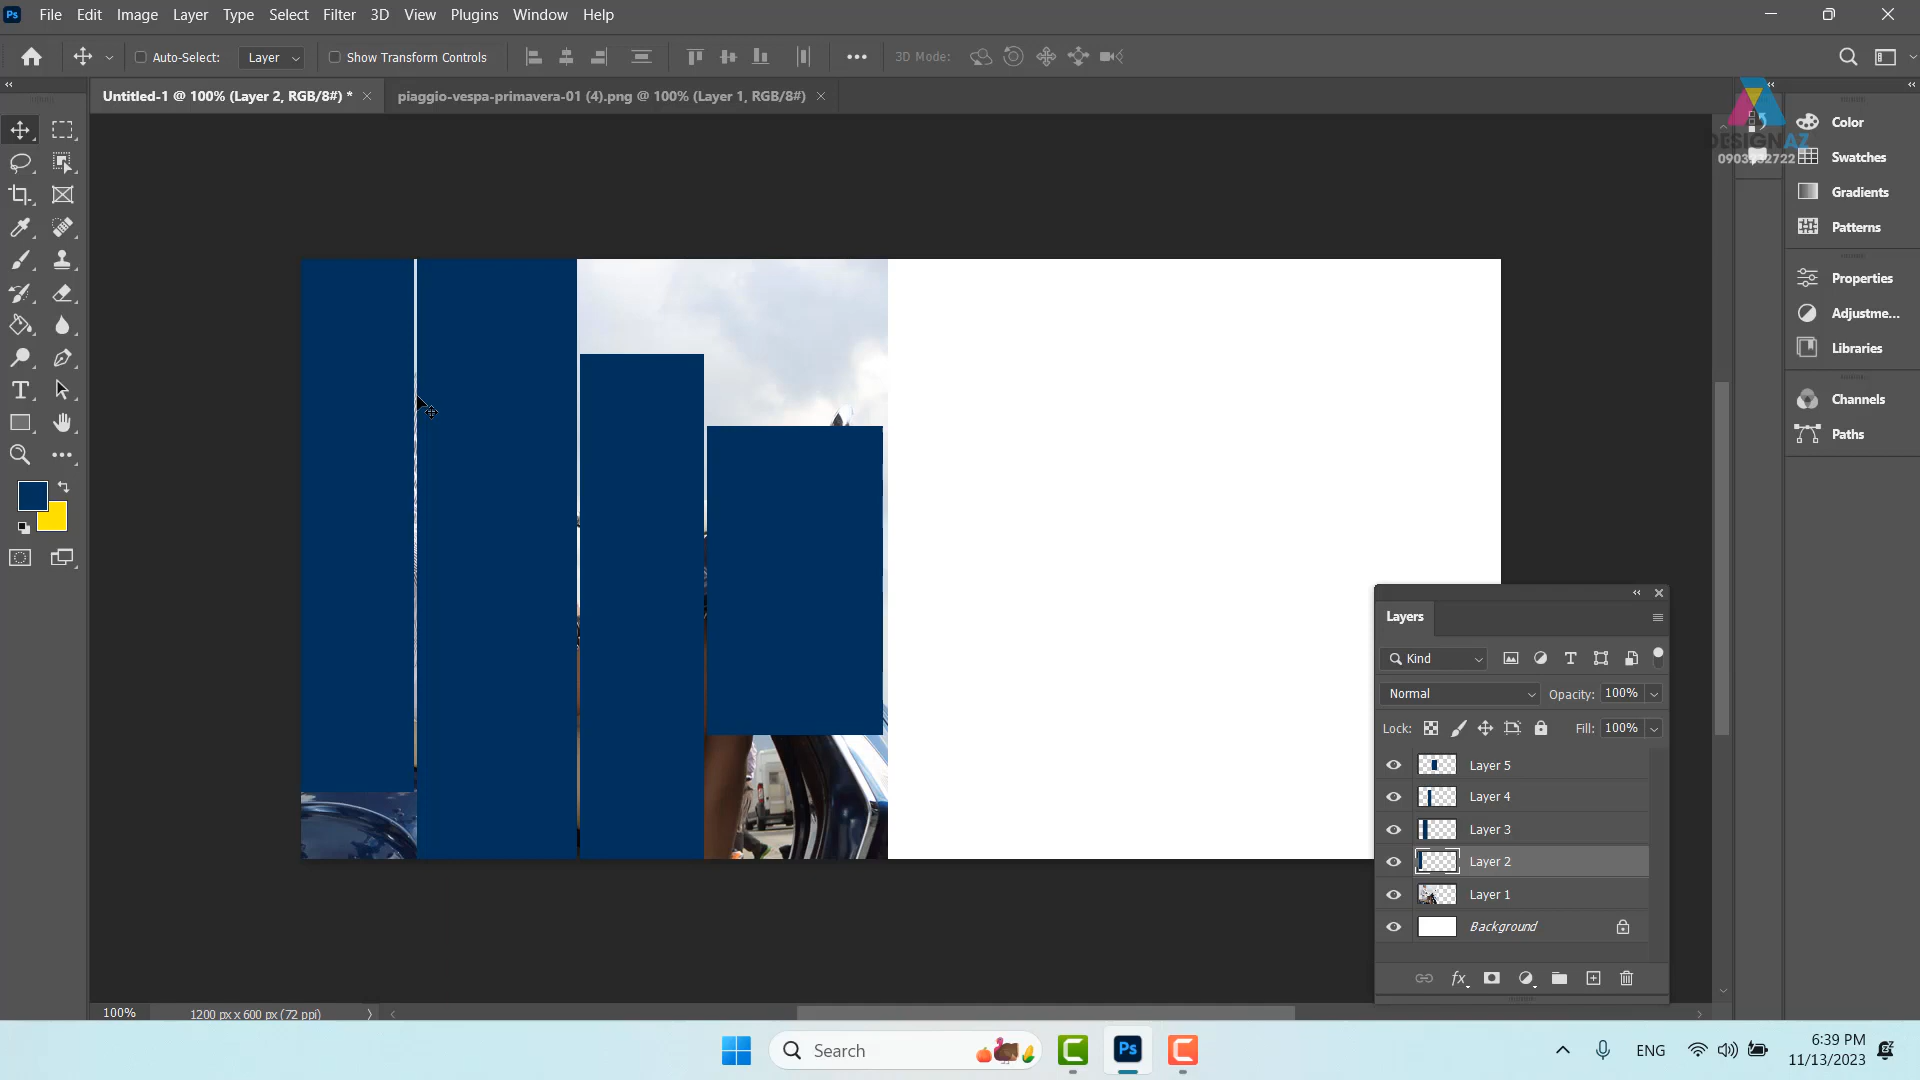 Ps File Edit Image Layer Type Select Filter 3D View Plugins Window Help
Auto-Select: Layer Show Transform Controls 3D Mode:
Untitled-1 @ 100% (Layer 2, RGB/8#) * piaggio-vespa-primavera-01 (4).png @ 100% (Layer 1, RGB/8#)
Color
DESIGNAZ
Swatches
Gradients
Patterns
Properties
Adjustme...
Libraries
Channels
Paths
Layers
Kind
Normal Opacity: 100%
Lock: Fill: 100%
Layer 5
Layer 4
Layer 3
Layer 2
Layer 1
Background
100% 1200 px x 600 px (72 ppi)
Search Ps ENG 6:39 PM
11/13/2023